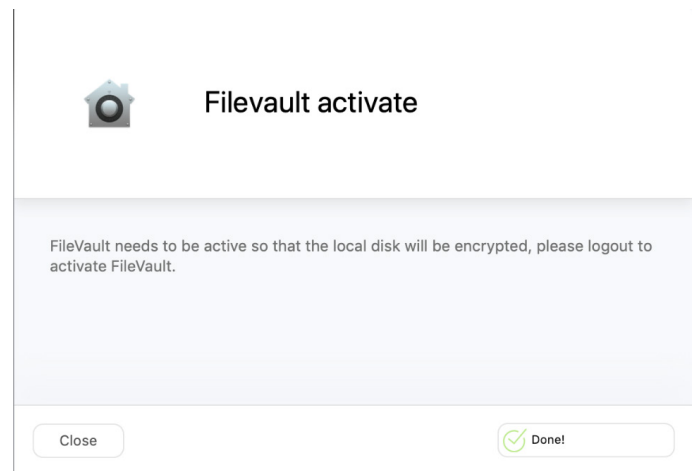 Filevault activate
FileVault needs to be active so that the local disk will be encrypted, please logout to
activate FileVault.
Close
Done!